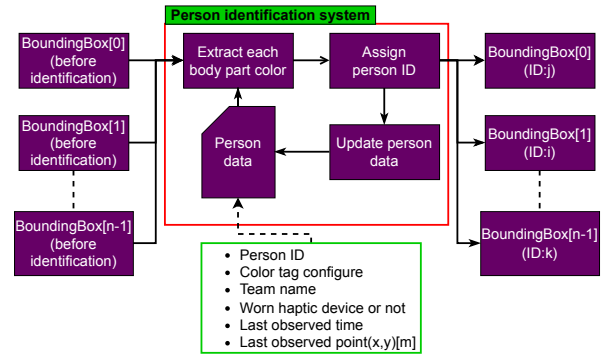 Person identification system
BoundingBox[0]
(before
identification)
BoundingBox[1]
(before
identification)
BoundingBox[n-1]
(before
identification)
Extract each
body part color
Assign
person ID
Person
data
Update person
data
BoundingBox[0]
(ID:j)
BoundingBox[1]
(ID:i)
BoundingBox[n-1]
(ID:k)
• Person ID
• Color tag configure
• Team name
• Worn haptic device or not
• Last observed time
• Last observed point(x,y)[m]